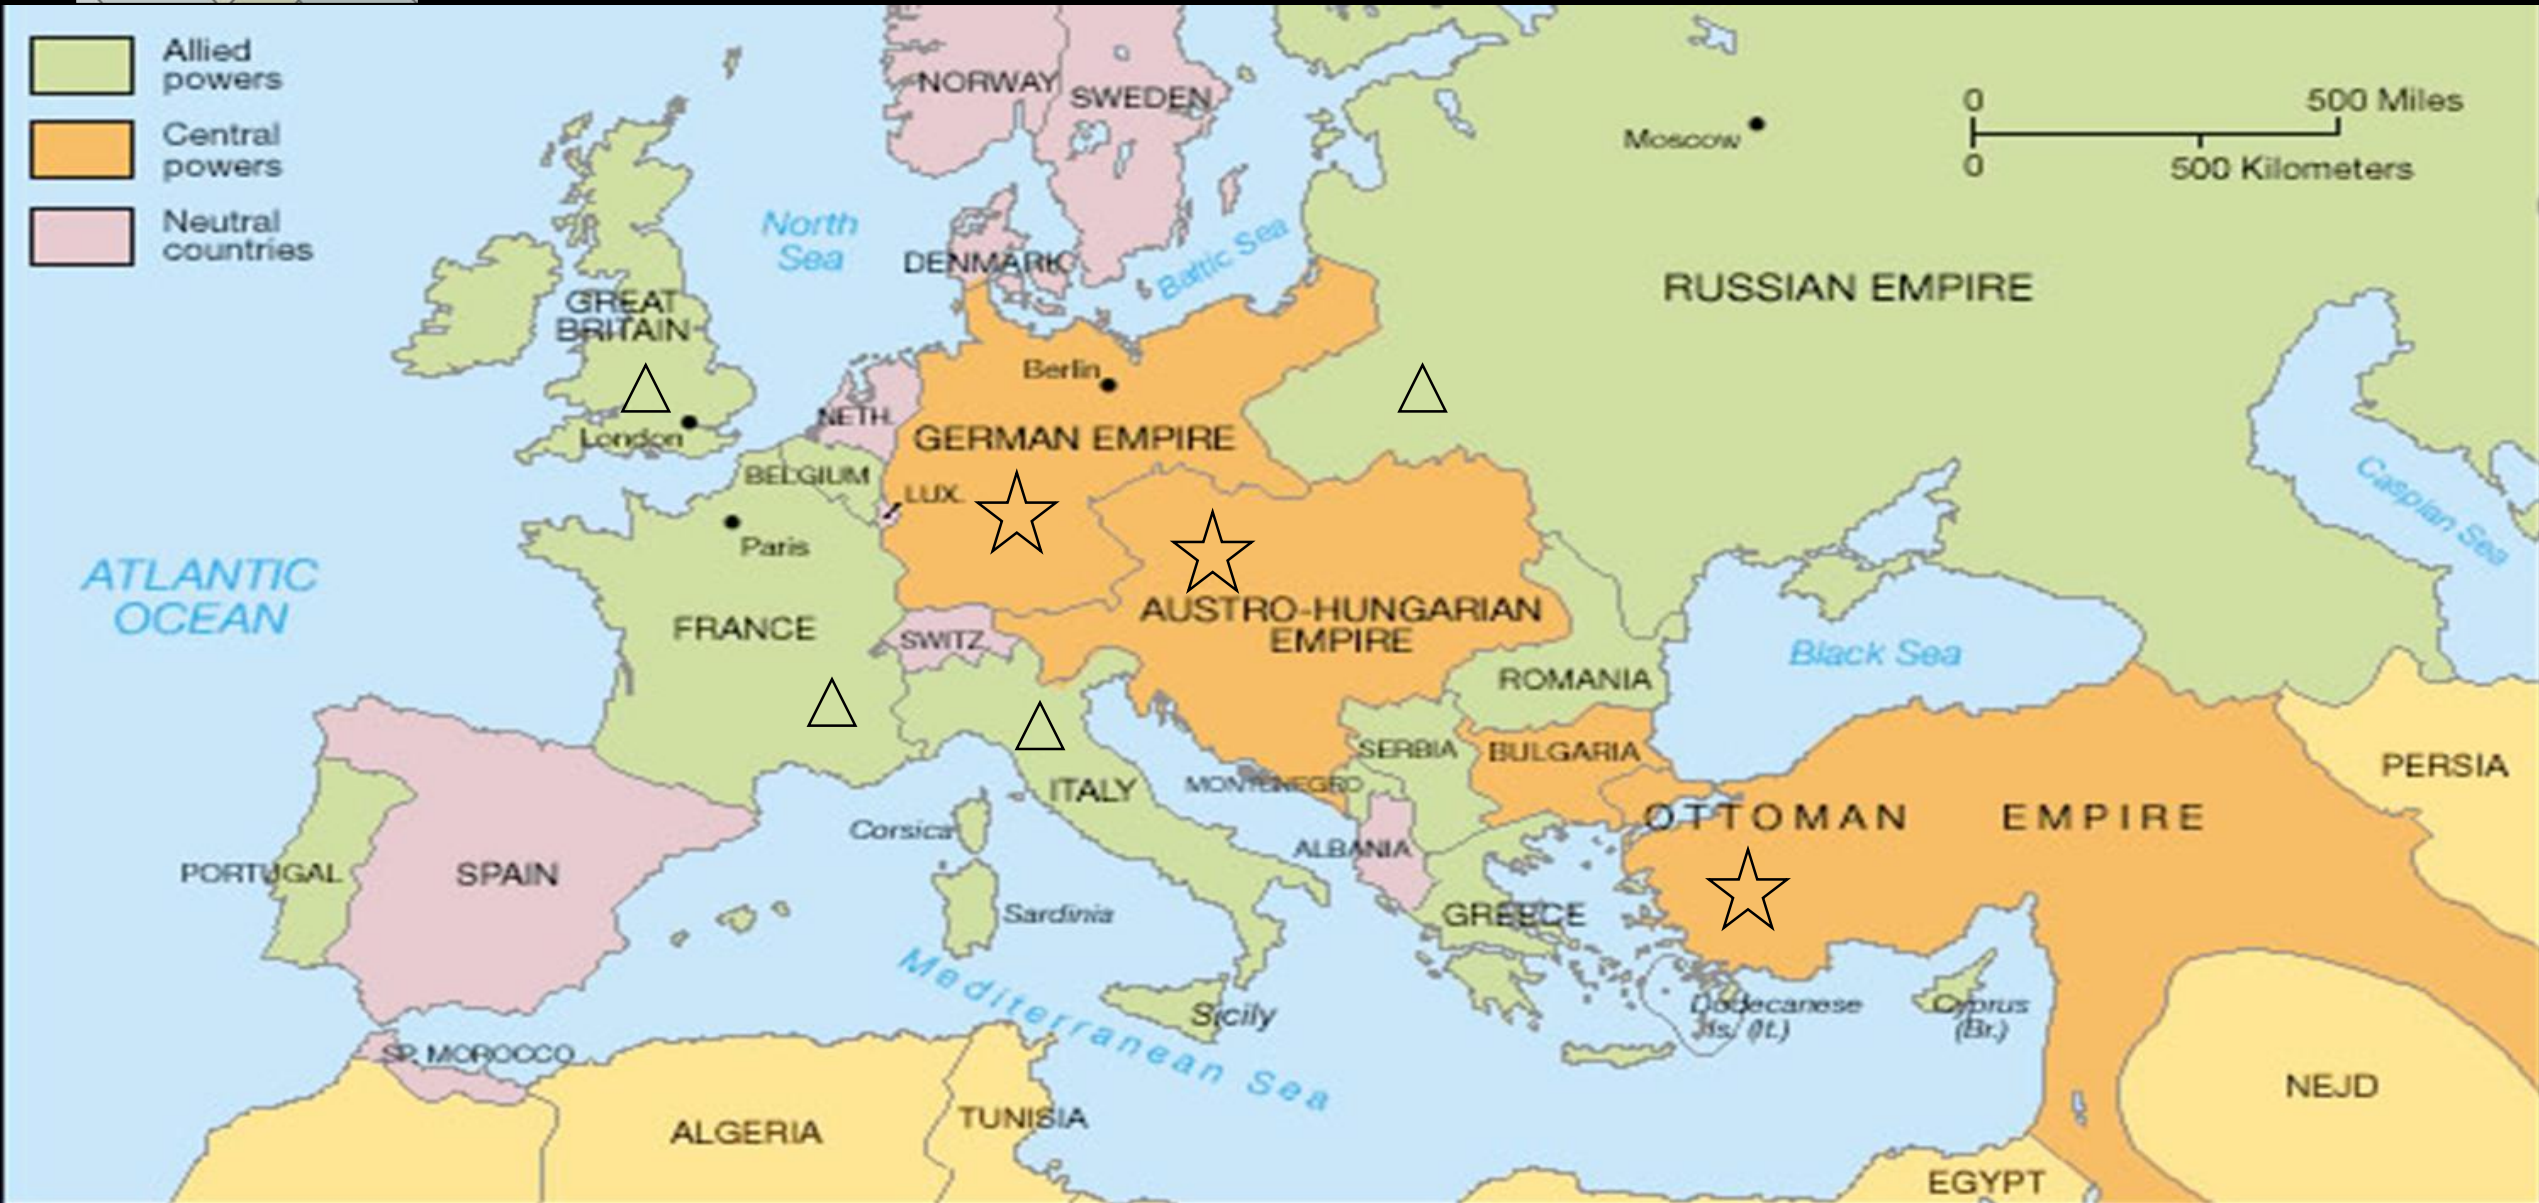 Allied
powers
Central
powers
Neutral
countries
0
500 Miles
0
500 Kilometers
NORWAY
SWEDEN
Moscow
North
Sea
DENMARK
Baltic Sea
RUSSIAN EMPIRE
GREAT
BRITAIN
London
Berlin
NETH.
GERMAN EMPIRE
BELGIUM
LUX.
Paris
Caspian Sea
ATLANTIC
OCEAN
FRANCE
SWITZ.
AUSTRO-HUNGARIAN
EMPIRE
Black Sea
ROMANIA
SERBIA
BULGARIA
MONTENEGRO
ITALY
PERSIA
Corsica
OTTOMAN EMPIRE
ALBANIA
PORTUGAL
SPAIN
Sardinia
GREECE
Mediterranean Sea
Sicily
Dodecanese
Is. (It.)
Cyprus
(Br.)
SP. MOROCCO
ALGERIA
TUNISIA
NEJD
EGYPT